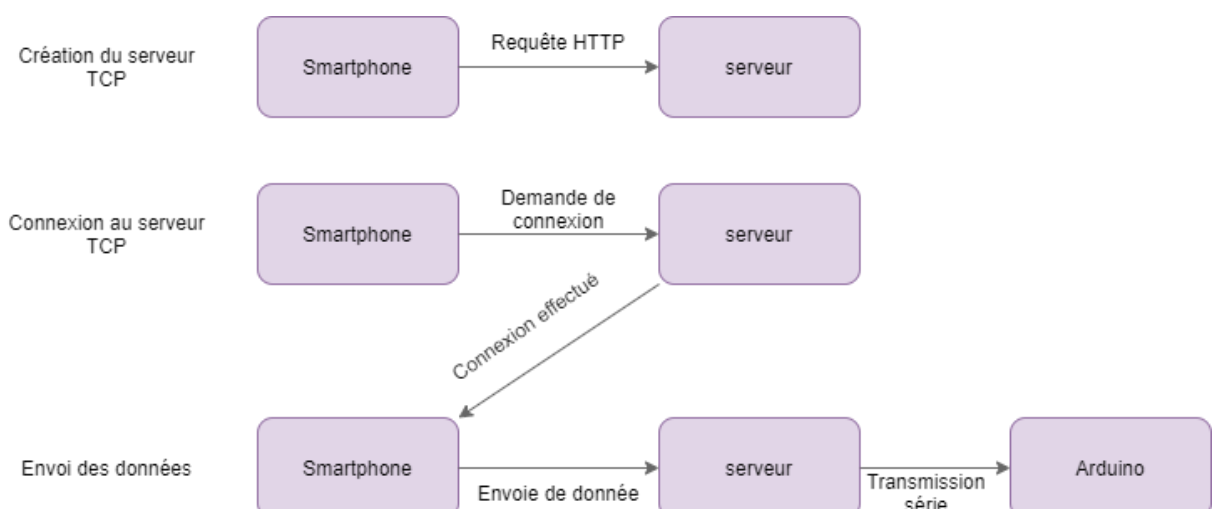 Création du serveur
TCP
Smartphone
Requête HTTP
serveur
Connexion au serveur
TCP
Smartphone
Demande de
connexion
serveur
Connexion effectué
Envoi des données
Smartphone
Envoie de donnée
serveur
Transmission
série
Arduino